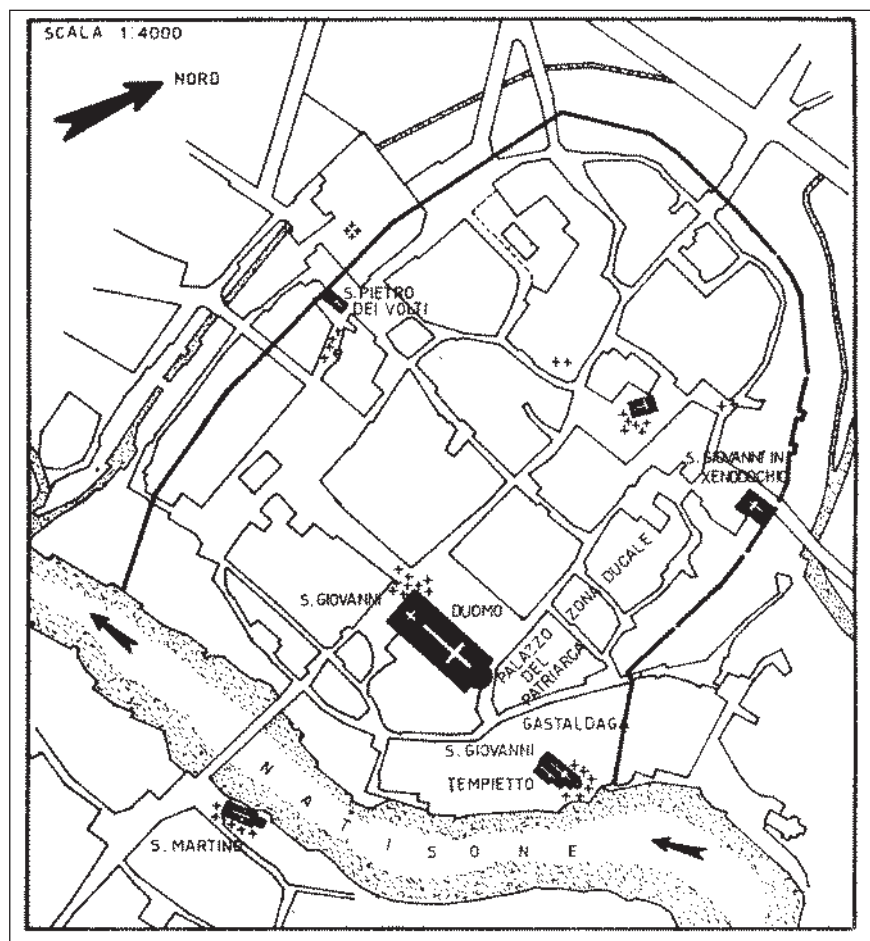 SCALA 1:4000
NORD
S. PIETRO
DEI VOLTI
S. GIOVANNI IN
XENODOCHIO
ZONA DUCALE
S. GIOVANNI
DUOMO
PALAZZO
DEL
PATRIARCA
GASTALDAGA
S. GIOVANNI
TEMPIETTO
NATISONE
S. MARTINO